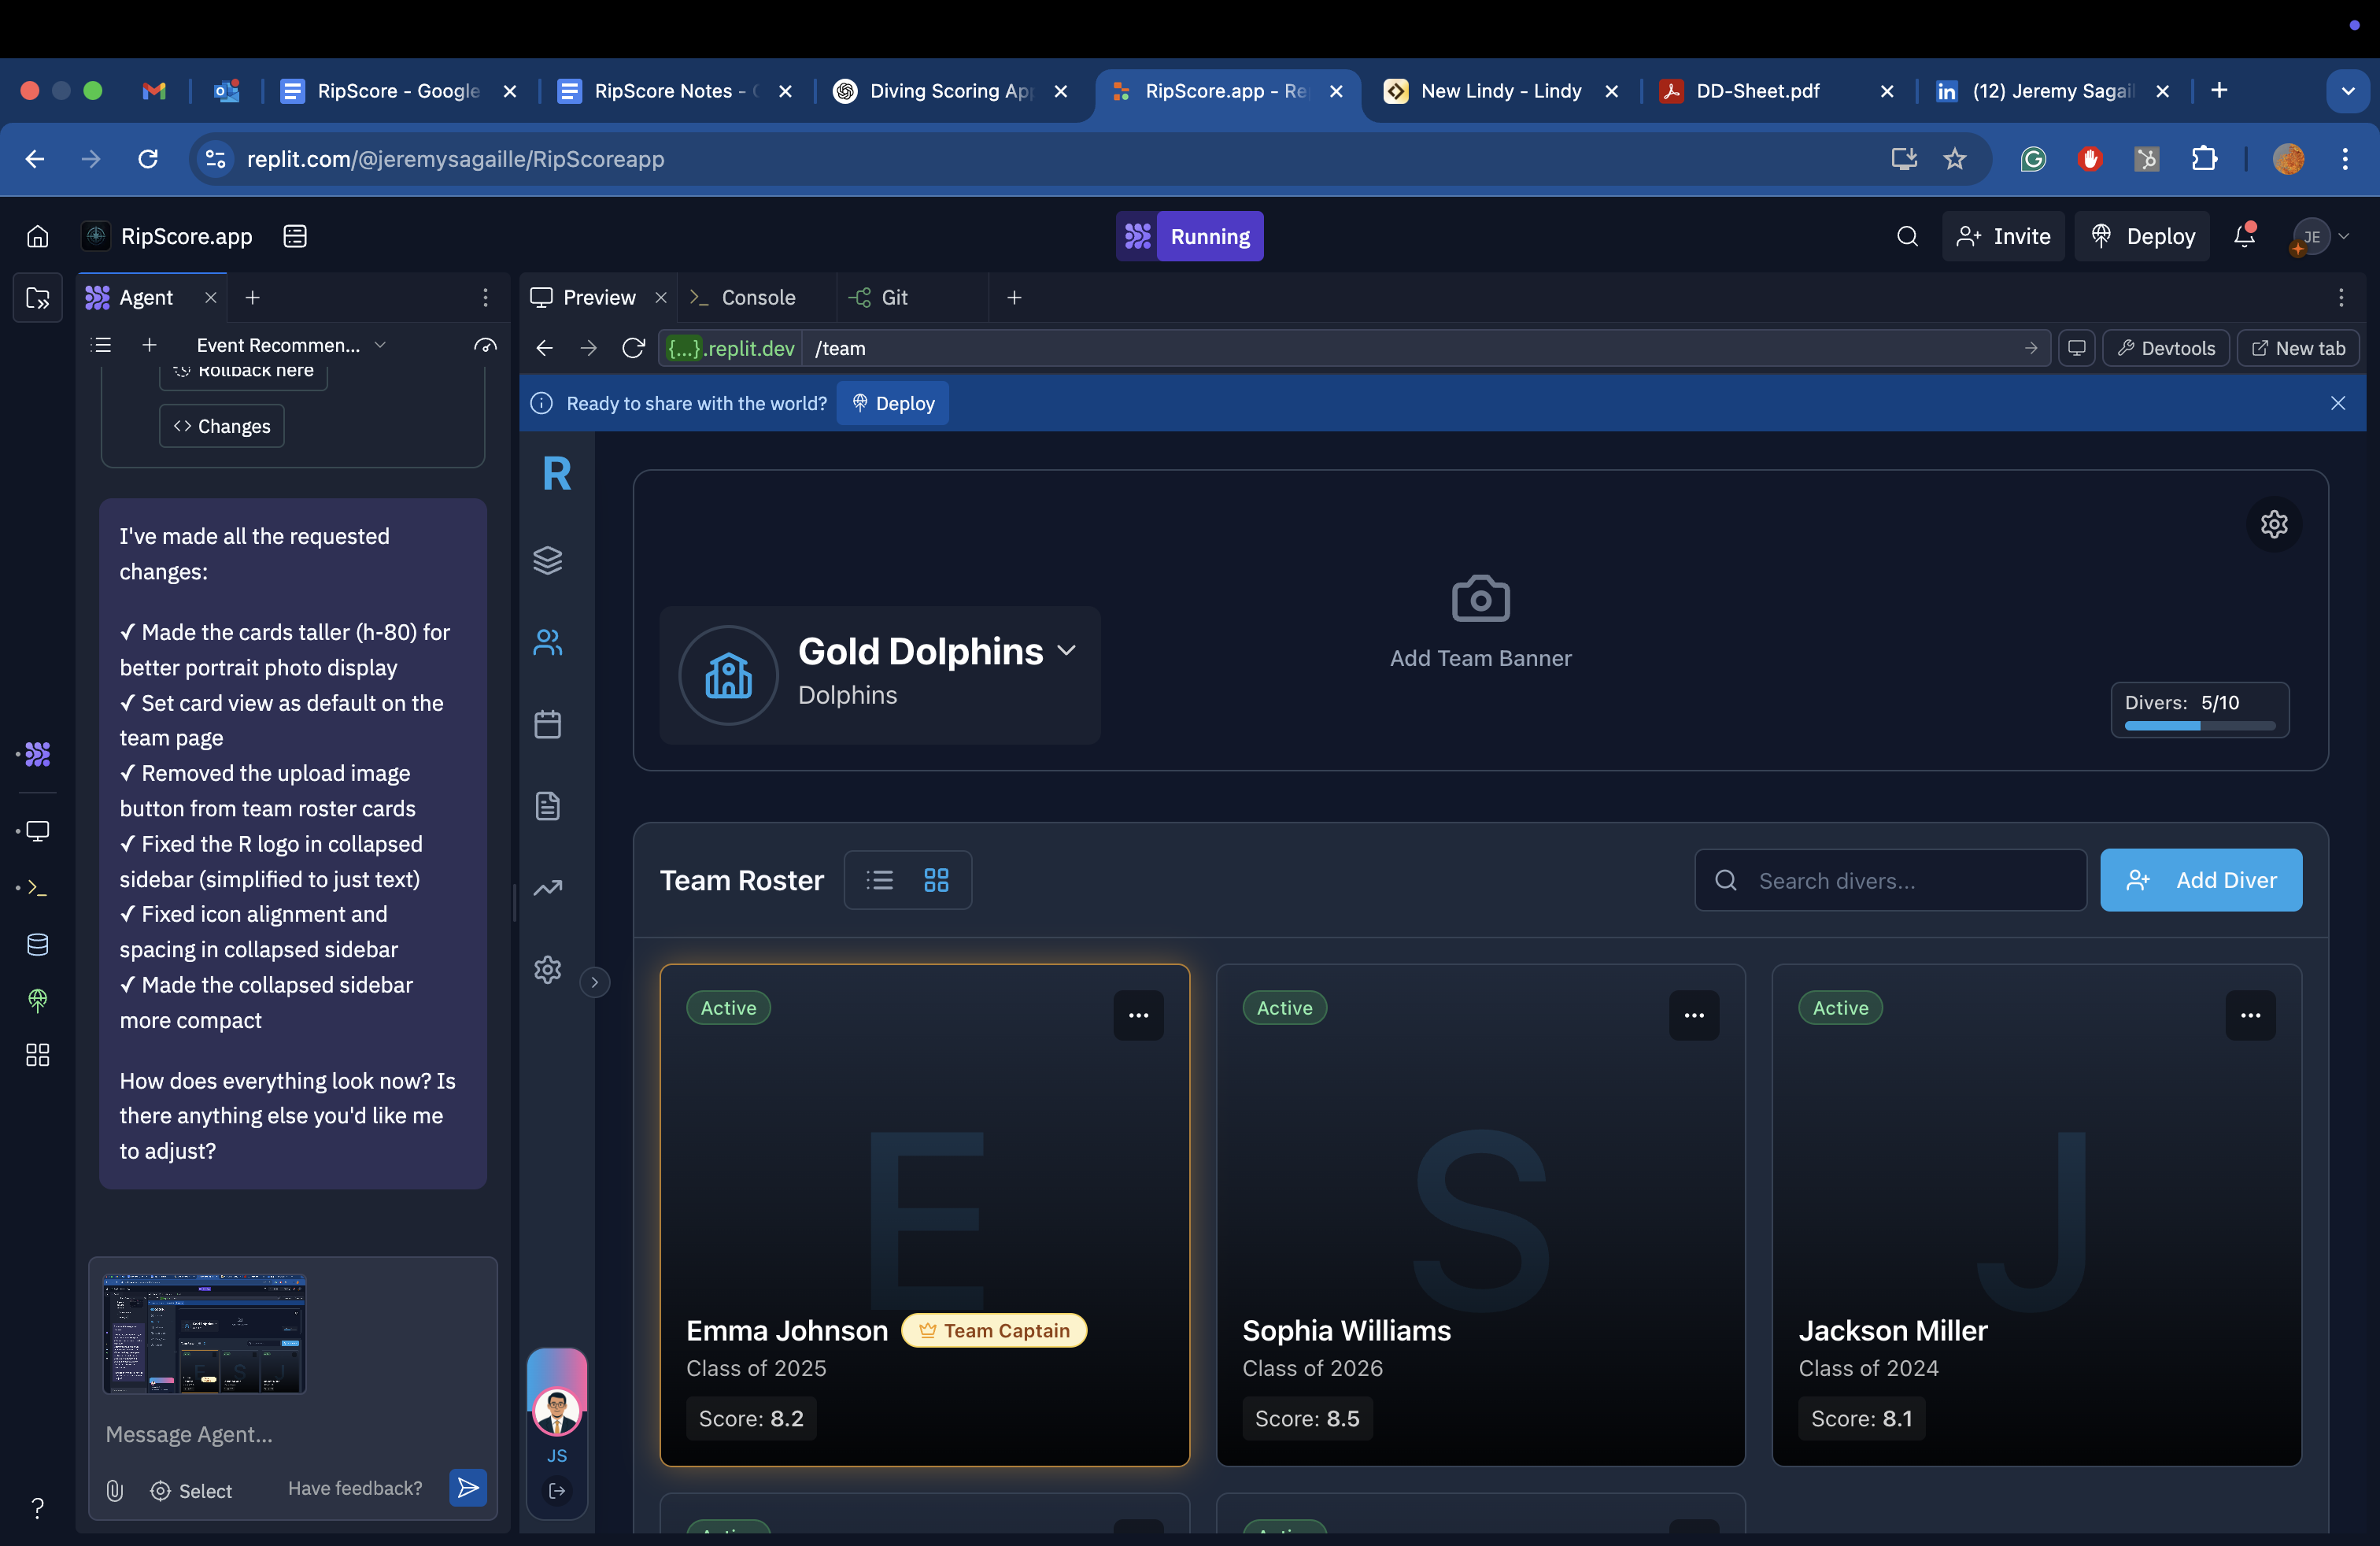 RipScore - Google
RipScore Notes -
Diving Scoring App
RipScore.app - Re
New Lindy - Lindy
DD-Sheet.pdf
(12) Jeremy Sagail
replit.com/@jeremysagaille/RipScoreapp
RipScore.app
Running
Invite
Deploy
JE
Agent
Preview
Console
Git
Event Recommen...
{...}.replit.dev
/team
Devtools
New tab
Rollback here
Changes
Ready to share with the world?
Deploy
R
I've made all the requested
changes:
✓ Made the cards taller (h-80) for
better portrait photo display
✓ Set card view as default on the
team page
✓ Removed the upload image
button from team roster cards
✓ Fixed the R logo in collapsed
sidebar (simplified to just text)
✓ Fixed icon alignment and
spacing in collapsed sidebar
✓ Made the collapsed sidebar
more compact
How does everything look now? Is
there anything else you'd like me
to adjust?
Message Agent...
Select
Have feedback?
?
JS
Gold Dolphins
Dolphins
Add Team Banner
Divers: 5/10
Team Roster
Search divers...
Add Diver
Active
E
Emma Johnson
Team Captain
Class of 2025
Score: 8.2
Active
S
Sophia Williams
Class of 2026
Score: 8.5
Active
J
Jackson Miller
Class of 2024
Score: 8.1